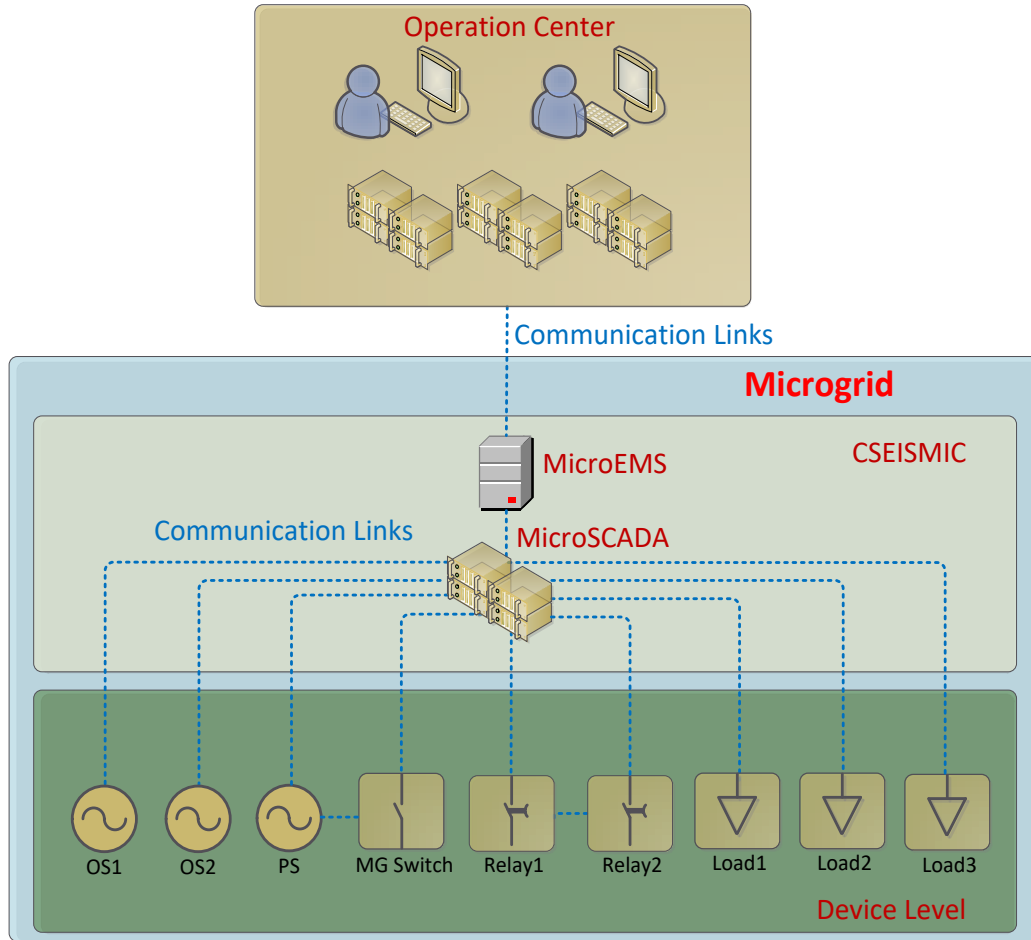 Operation Center
Communication Links
Microgrid
CSEISMIC
MicroEMS
Communication Links
MicroSCADA
OS1
OS2
PS
MG Switch
Relay1
Relay2
Load1
Load2
Load3
Device Level